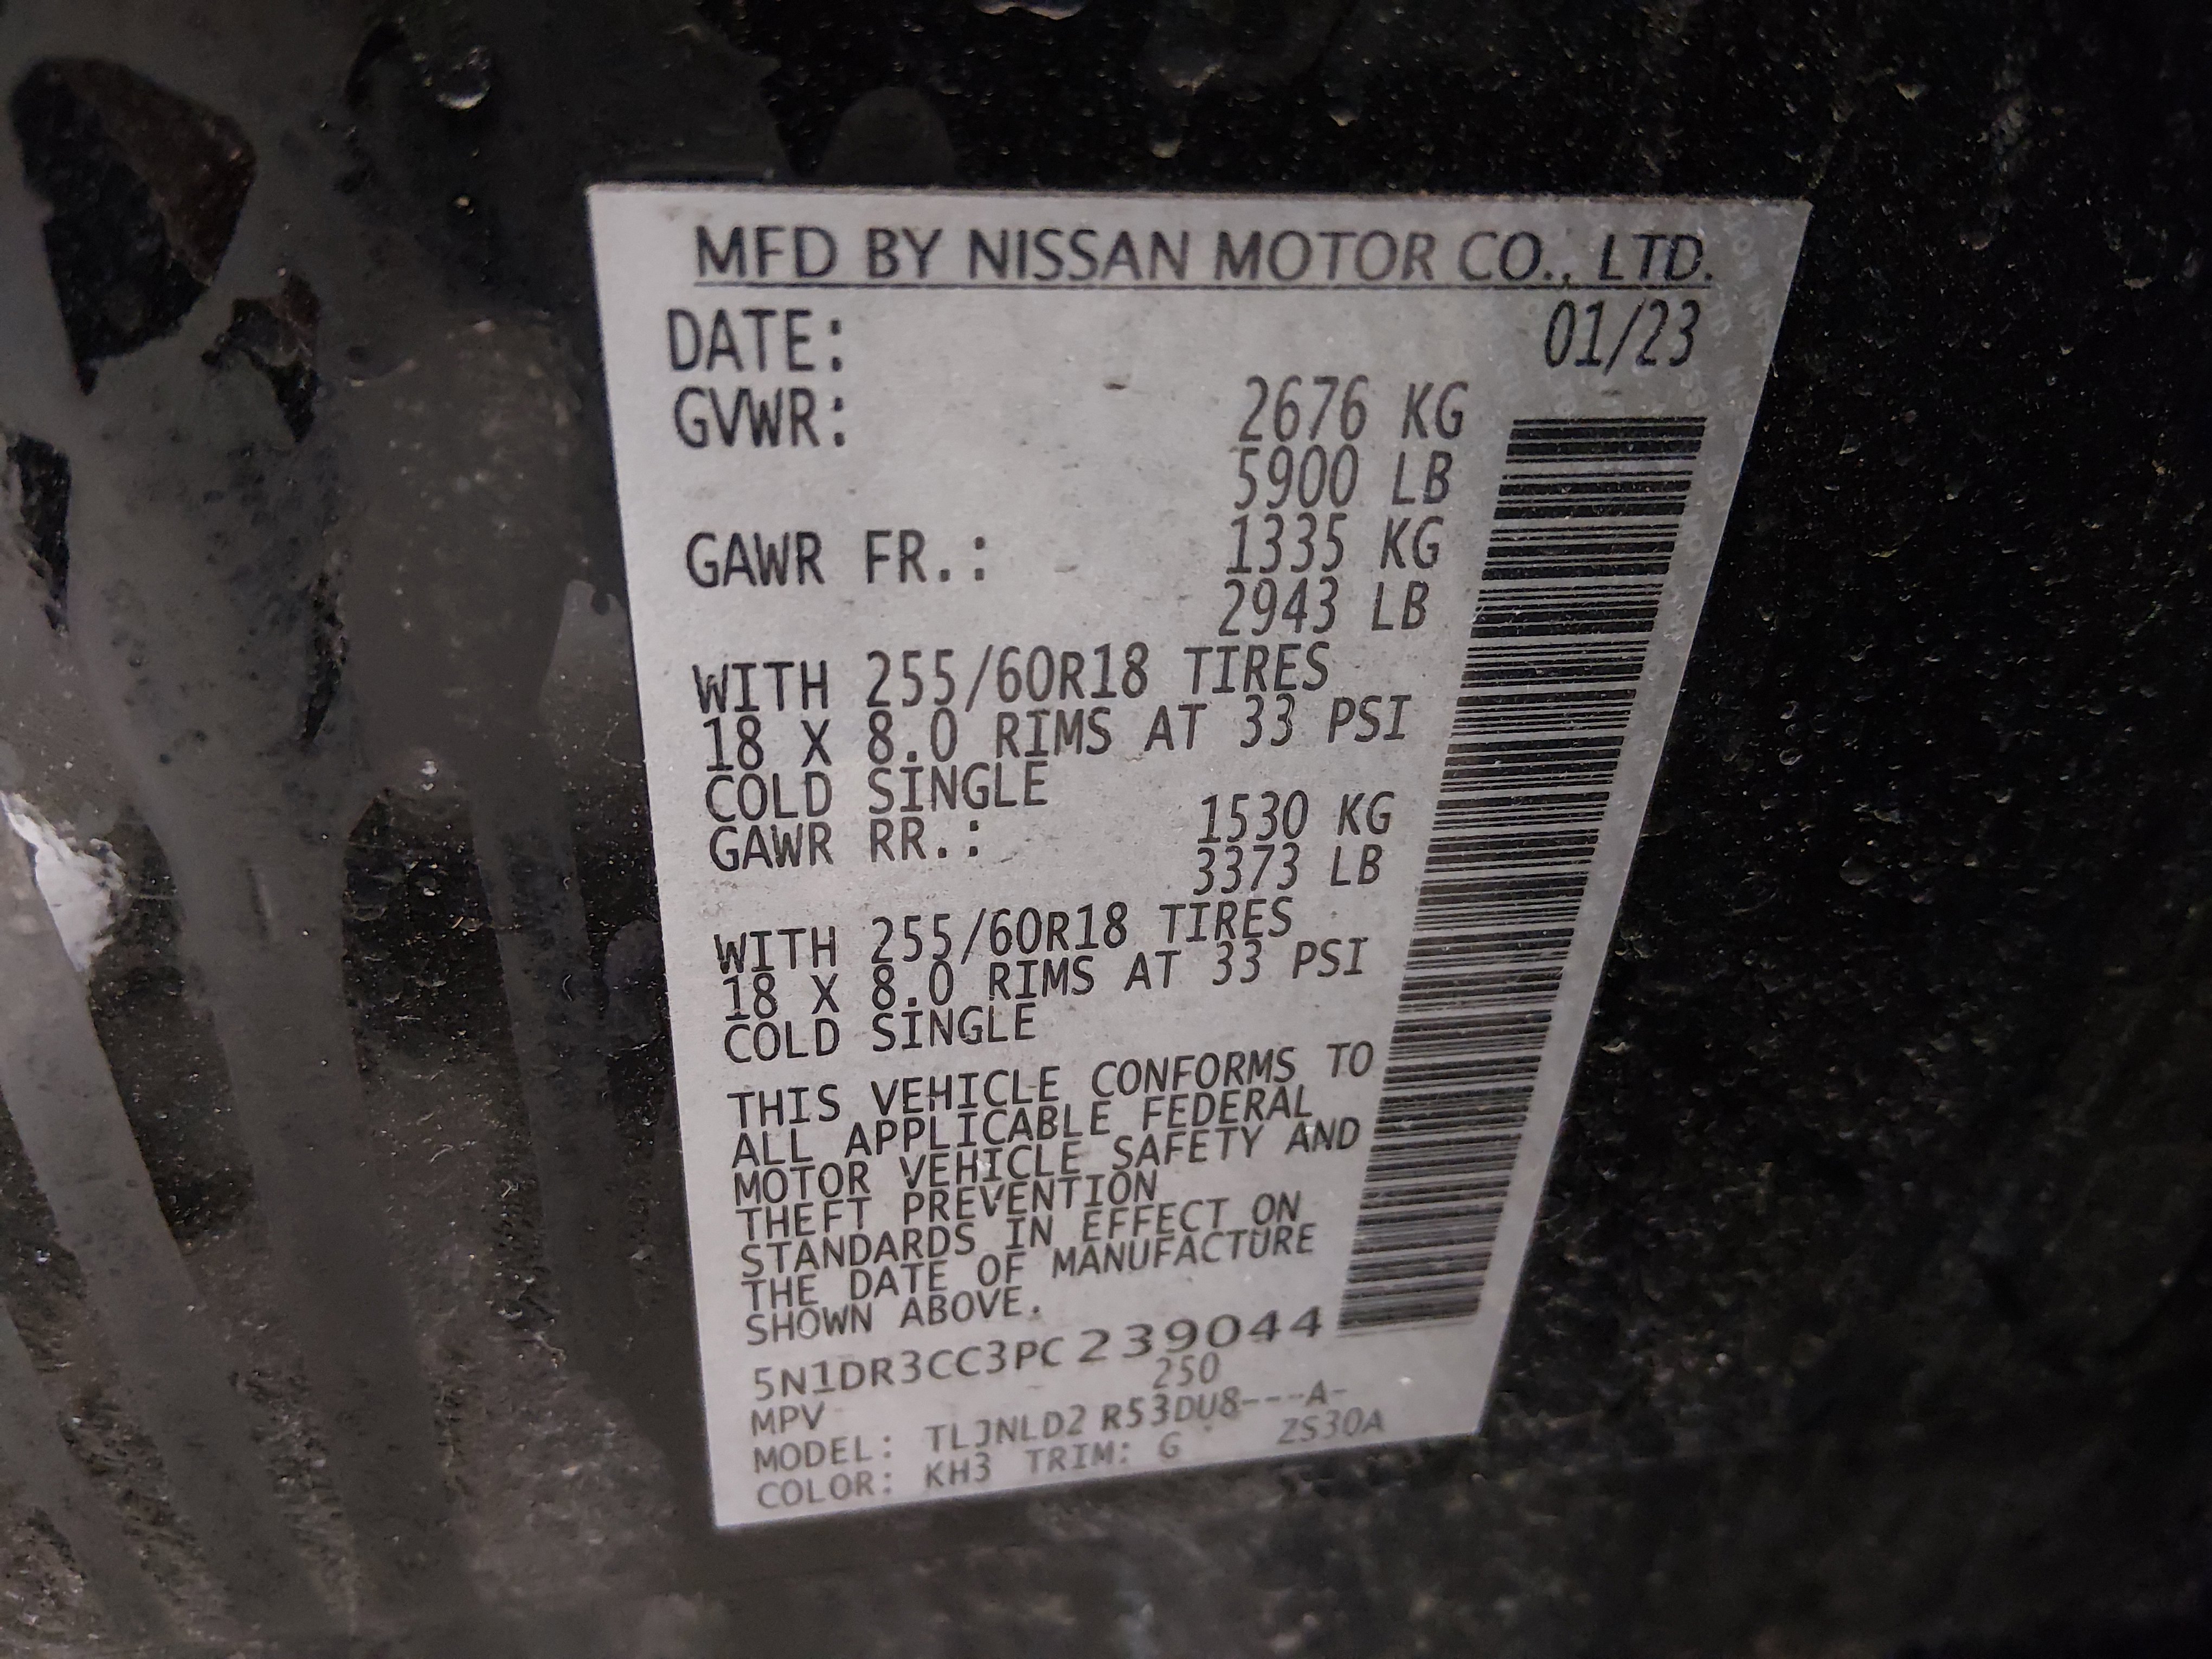 MFD BY NISSAN MOTOR CO., LTD.
DATE: 01/23
GVWR: 2676 KG
5900 LB
GAWR FR.: 1335 KG
2943 LB
WITH 255/60R18 TIRES
18 X 8.0 RIMS AT 33 PSI
COLD SINGLE
GAWR RR.: 1530 KG
3373 LB
WITH 255/60R18 TIRES
18 X 8.0 RIMS AT 33 PSI
COLD SINGLE
THIS VEHICLE CONFORMS TO
ALL APPLICABLE FEDERAL
MOTOR VEHICLE SAFETY AND
THEFT PREVENTION
STANDARDS IN EFFECT ON
THE DATE OF MANUFACTURE
SHOWN ABOVE.
5N1DR3CC3PC239044
MPV 250
MODEL: TLJNLD2 R53DU8----A-
COLOR: KH3 TRIM: G ZS30A